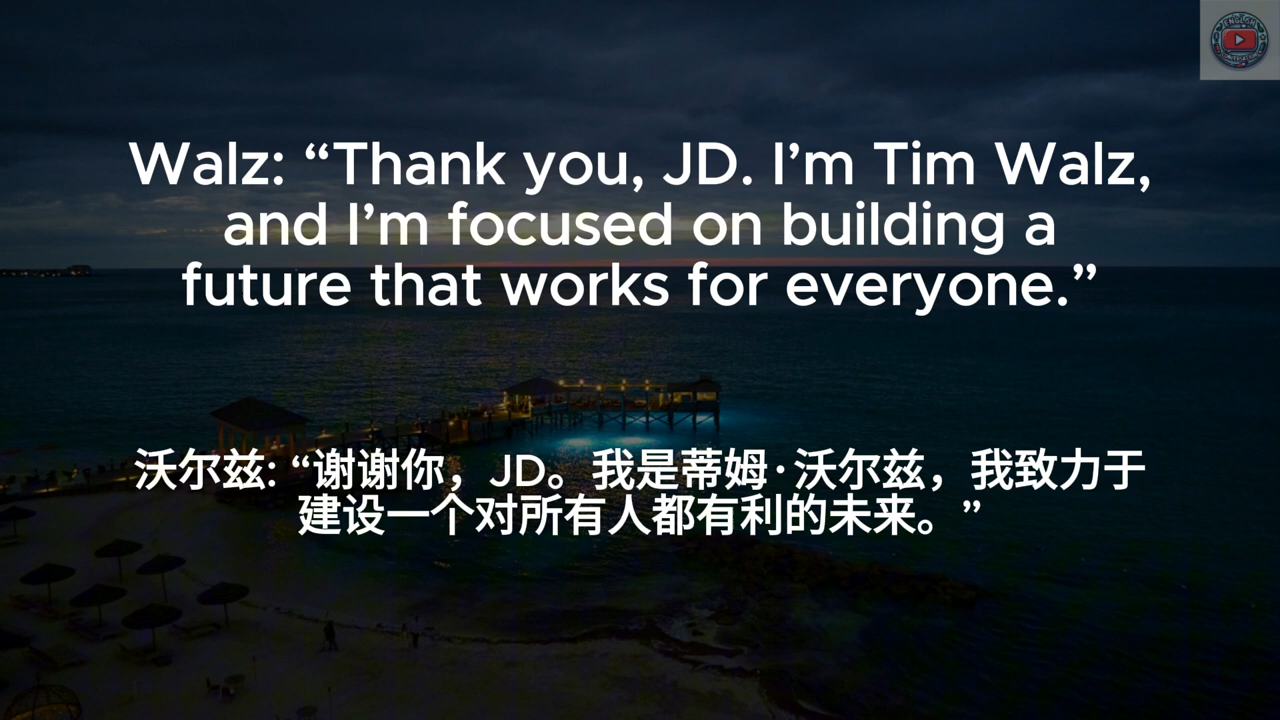 Walz: “Thank you, JD. I’m Tim Walz,
and I’m focused on building a
future that works for everyone.”
沃尔兹: “谢谢你，JD。我是蒂姆·沃尔兹，我致力于
建设一个对所有人都有利的未来。”
ENGLISH